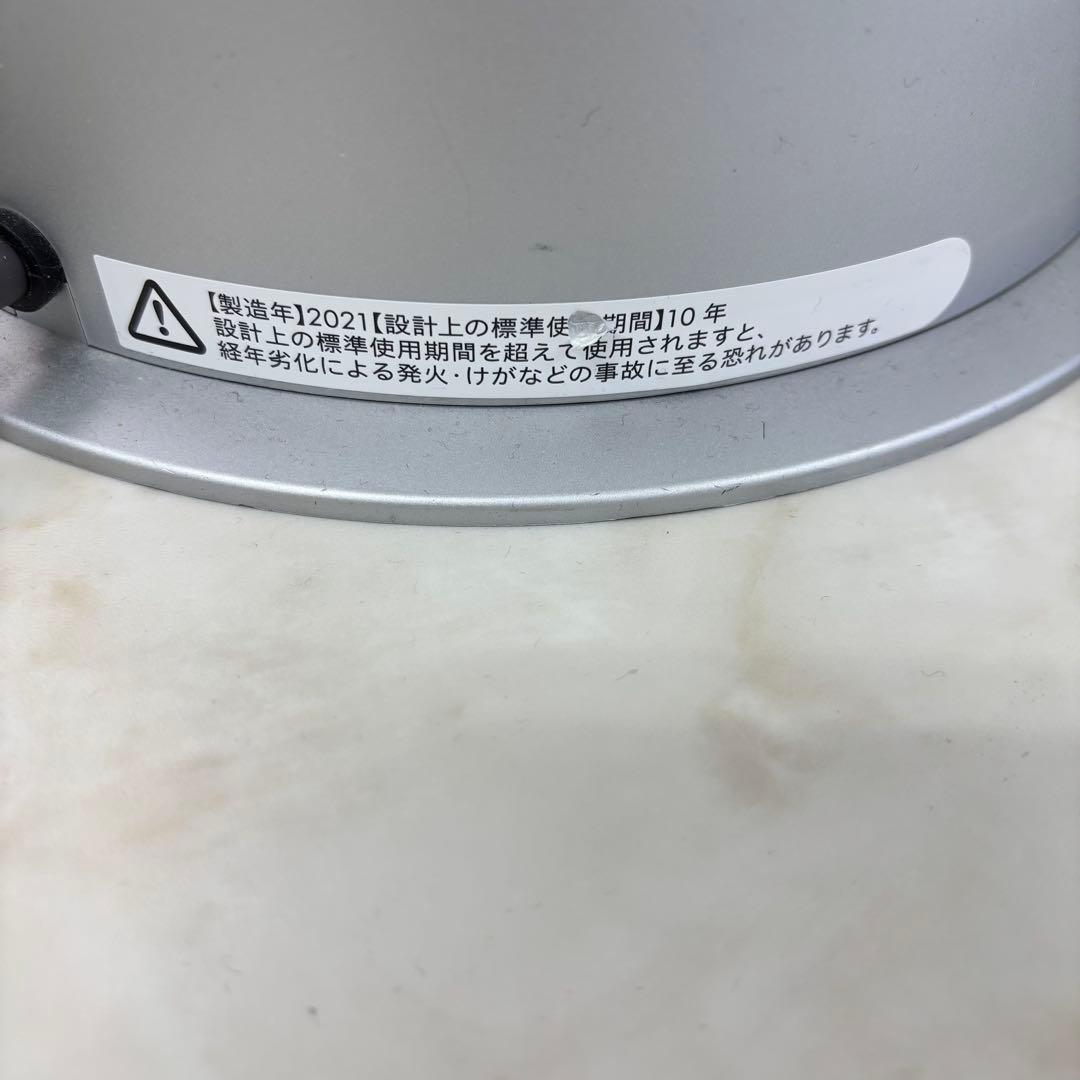 【製造年】2021【設計上の標準使 期間】10 年
設計上の標準使用期間を超えて使用されますと、
経年劣化による発火・けがなどの事故に至る恐れがあります。